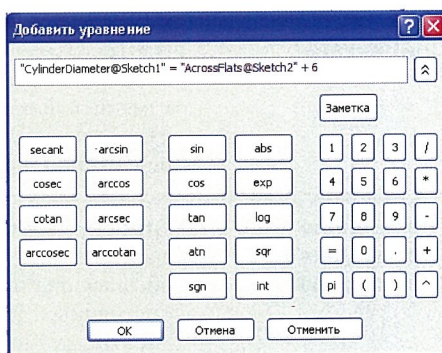 Добавить уравнение
"CylinderDiameter@Sketch1" = "AcrossFlats@Sketch2" + 6
Заметка
secant arcsin sin abs 1 2 3 /
cosec arccos cos exp 4 5 6 *
cotan arcsec tan log 7 8 9 -
arccosec arccotan atn sqr = 0 . +
sgn int pi ( ) ^
OK Отмена Отменить